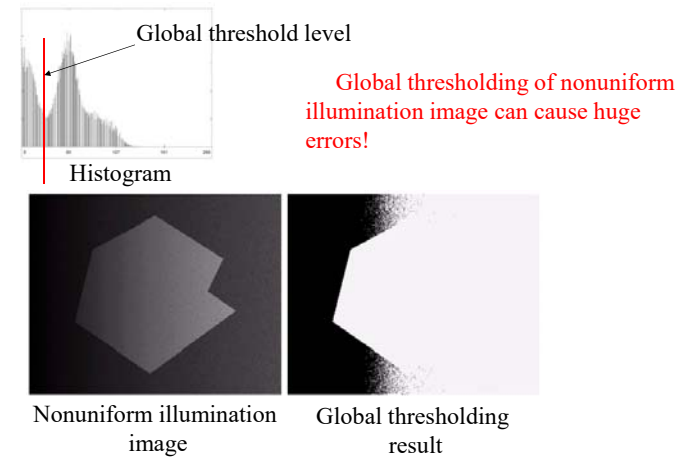 Global threshold level
Global thresholding of nonuniform
illumination image can cause huge
errors!
Histogram
Nonuniform illumination
image
Global thresholding
result